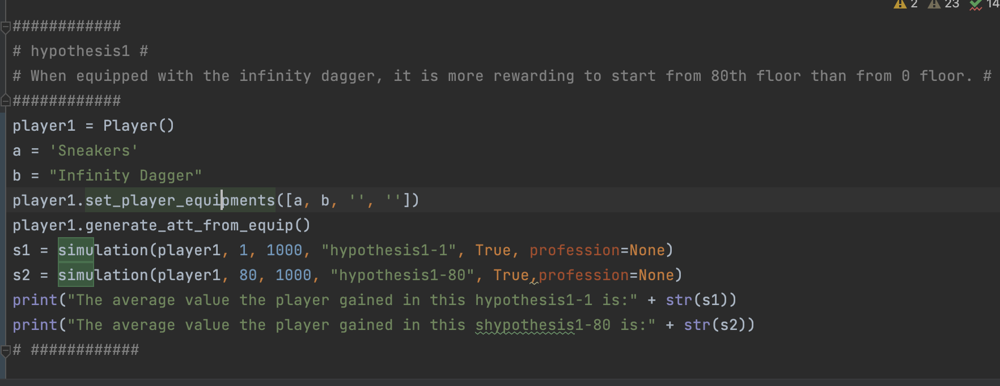 2 23 14
############
# hypothesis1 #
# When equipped with the infinity dagger, it is more rewarding to start from 80th floor than from 0 floor. #
############
player1 = Player()
a = 'Sneakers'
b = "Infinity Dagger"
player1.set_player_equipments([a, b, '', ''])
player1.generate_att_from_equip()
s1 = simulation(player1, 1, 1000, "hypothesis1-1", True, profession=None)
s2 = simulation(player1, 80, 1000, "hypothesis1-80", True,profession=None)
print("The average value the player gained in this hypothesis1-1 is:" + str(s1))
print("The average value the player gained in this shypothesis1-80 is:" + str(s2))
# ############